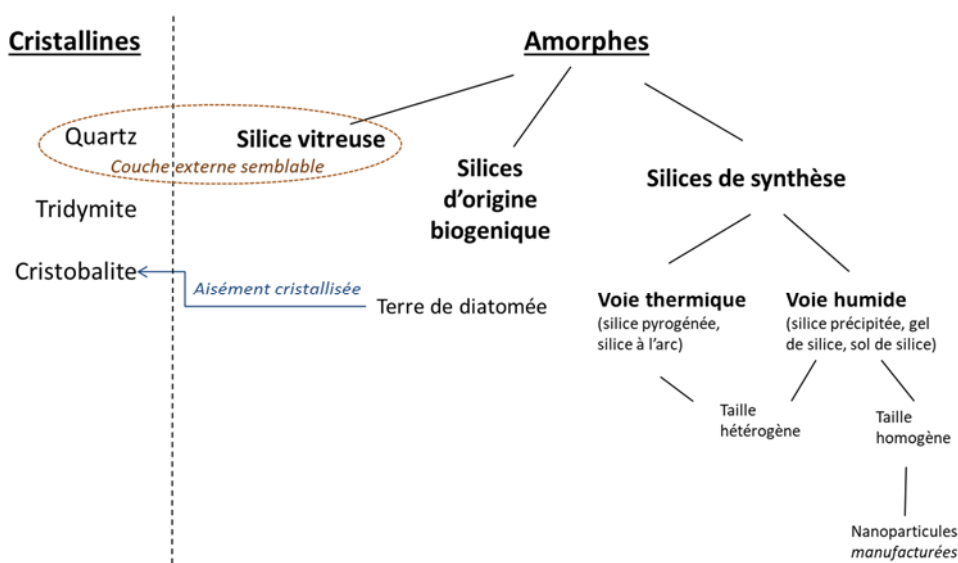 Cristallines
Amorphes
Quartz
Silice vitreuse
Couche externe semblable
Silices
d'origine
biogenique
Silices de synthèse
Tridymite
Cristobalite
Aisément cristallisée
Terre de diatomée
Voie thermique
(silice pyrogénée,
silice à l'arc)
Voie humide
(silice précipitée, gel
de silice, sol de silice)
Taille
hétérogène
Taille
homogène
Nanoparticules
manufacturées